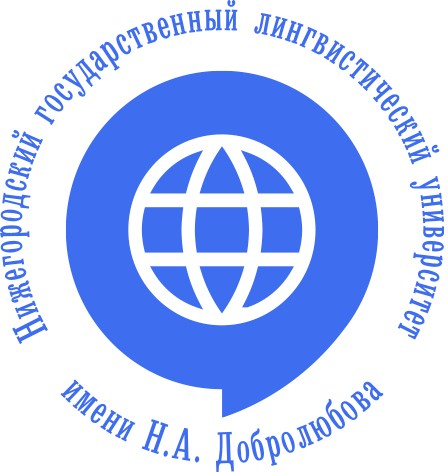 Нижегородский государственный лингвистический университет
имени Н.А. Добролюбова